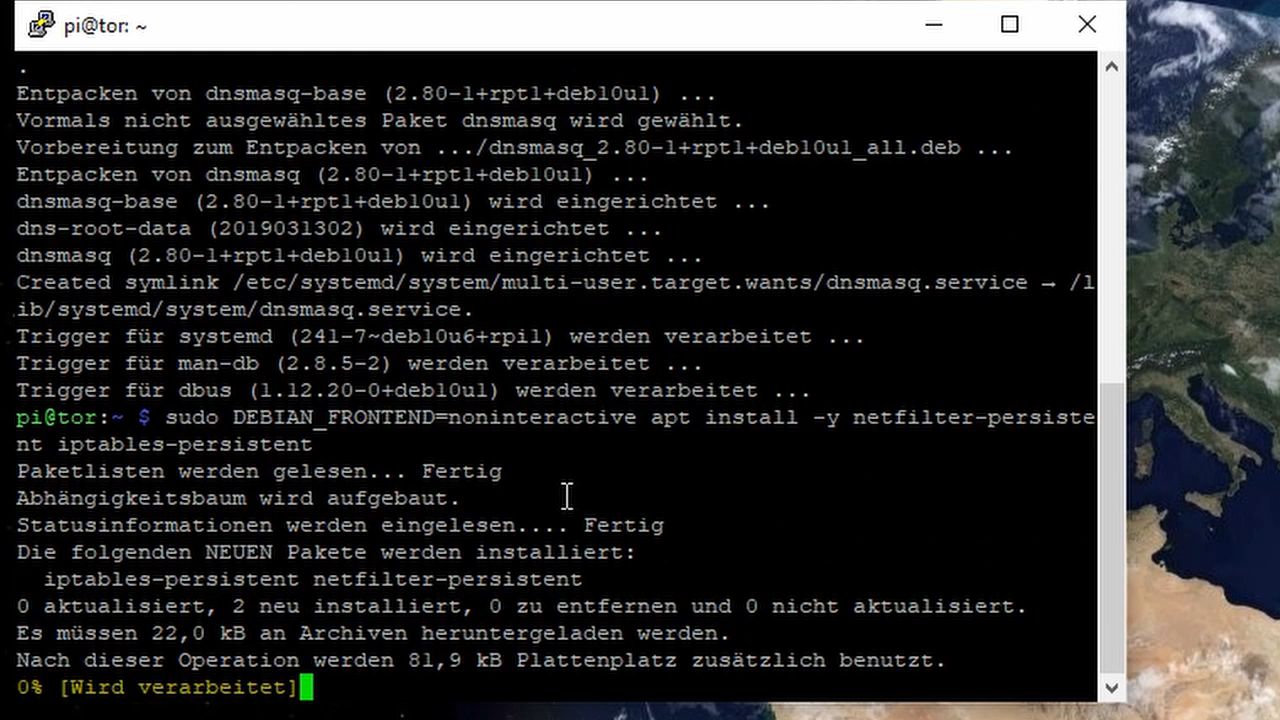 pi@tor: ~
.
Entpacken von dnsmasq-base (2.80-1+rpt1+deb10u1) ...
Vormals nicht ausgewähltes Paket dnsmasq wird gewählt.
Vorbereitung zum Entpacken von .../dnsmasq_2.80-1+rpt1+deb10u1_all.deb ...
Entpacken von dnsmasq (2.80-1+rpt1+deb10u1) ...
dnsmasq-base (2.80-1+rpt1+deb10u1) wird eingerichtet ...
dns-root-data (2019031302) wird eingerichtet ...
dnsmasq (2.80-1+rpt1+deb10u1) wird eingerichtet ...
Created symlink /etc/systemd/system/multi-user.target.wants/dnsmasq.service → /l
ib/systemd/system/dnsmasq.service.
Trigger für systemd (241-7~deb10u6+rpi1) werden verarbeitet ...
Trigger für man-db (2.8.5-2) werden verarbeitet ...
Trigger für dbus (1.12.20-0+deb10u1) werden verarbeitet ...
pi@tor:~ $ sudo DEBIAN_FRONTEND=noninteractive apt install -y netfilter-persiste
nt iptables-persistent
Paketlisten werden gelesen... Fertig
Abhängigkeitsbaum wird aufgebaut.
Statusinformationen werden eingelesen.... Fertig
Die folgenden NEUEN Pakete werden installiert:
  iptables-persistent netfilter-persistent
0 aktualisiert, 2 neu installiert, 0 zu entfernen und 0 nicht aktualisiert.
Es müssen 22,0 kB an Archiven heruntergeladen werden.
Nach dieser Operation werden 81,9 kB Plattenplatz zusätzlich benutzt.
0% [Wird verarbeitet]